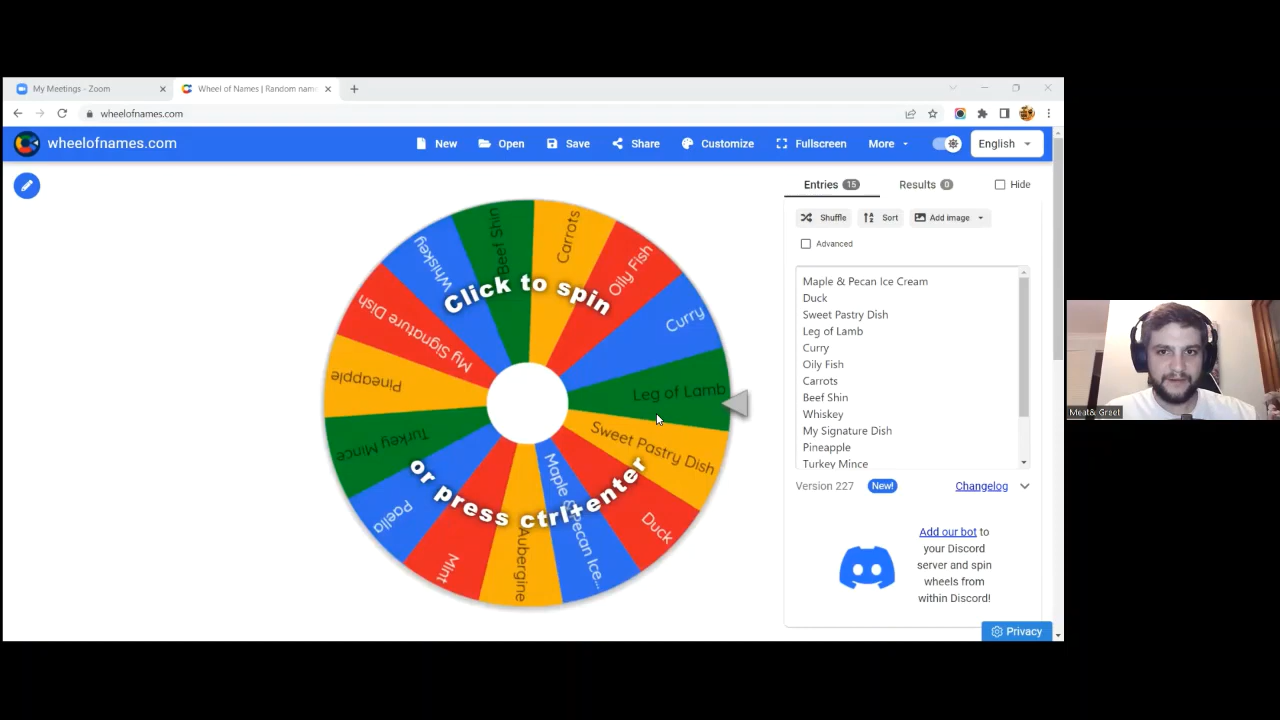 My Meetings - Zoom
Wheel of Names | Random nam
wheelofnames.com
wheelofnames.com
New
Open
Save
Share
Customize
Fullscreen
More
English
Entries 15
Results 0
Hide
Shuffle
Sort
Add image
Advanced
Maple & Pecan Ice Cream
Duck
Sweet Pastry Dish
Leg of Lamb
Curry
Oily Fish
Carrots
Beef Shin
Whiskey
My Signature Dish
Pineapple
Turkey Mince
Version 227
New!
Changelog
Add our bot to
your Discord
server and spin
wheels from
within Discord!
Privacy
Click to spin
or press ctrl+enter
Beef Shin
Carrots
Oily Fish
Curry
Leg of Lamb
Sweet Pastry Dish
Duck
Maple & Pecan Ice...
Aubergine
Mint
Paella
Turkey Mince
Pineapple
My Signature Dish
Whiskey
Meat& Greet